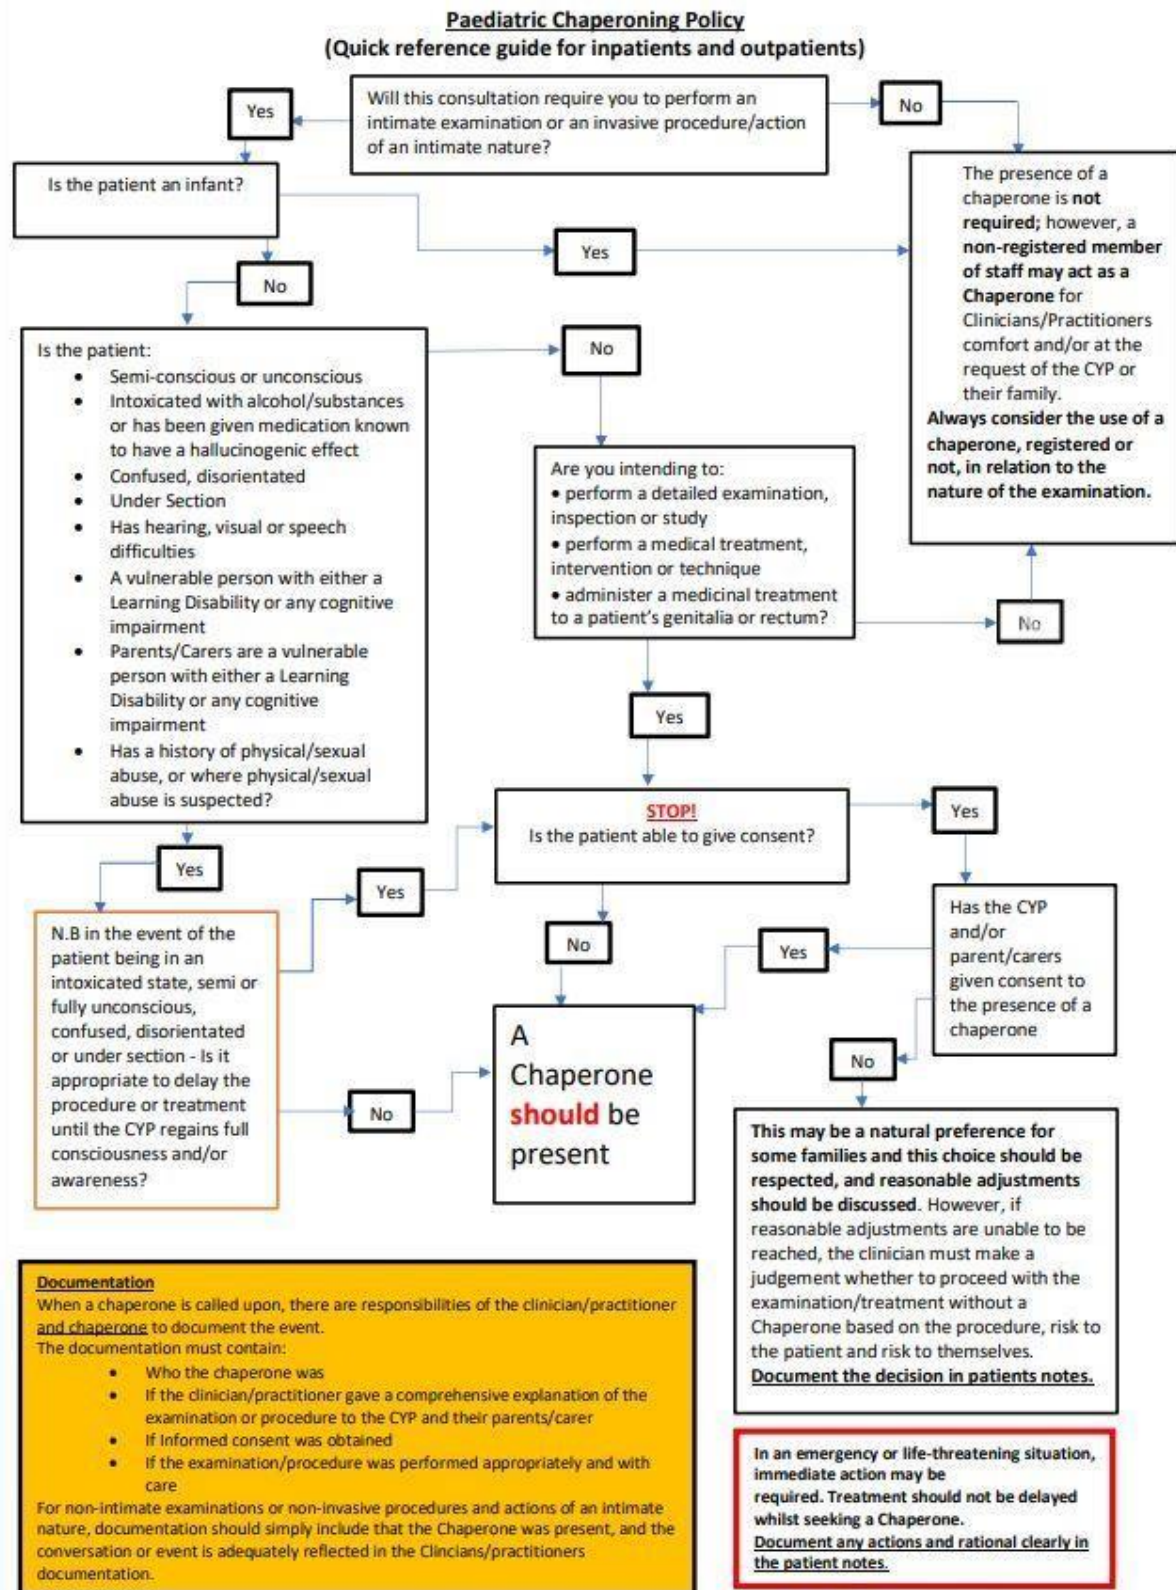 Paediatric Chaperoning Policy
(Quick reference guide for inpatients and outpatients)
Will this consultation require you to perform an
intimate examination or an invasive procedure/action
of an intimate nature?
Yes
No
Is the patient an infant?
Yes
No
The presence of a
chaperone is not
required; however, a
non-registered member
of staff may act as a
Chaperone for
Clinicians/Practitioners
comfort and/or at the
request of the CYP or
their family.
Always consider the use of a
chaperone, registered or
not, in relation to the
nature of the examination.
Is the patient:
• Semi-conscious or unconscious
• Intoxicated with alcohol/substances
or has been given medication known
to have a hallucinogenic effect
• Confused, disorientated
• Under Section
• Has hearing, visual or speech
difficulties
• A vulnerable person with either a
Learning Disability or any cognitive
impairment
• Parents/Carers are a vulnerable
person with either a Learning
Disability or any cognitive
impairment
• Has a history of physical/sexual
abuse, or where physical/sexual
abuse is suspected?
No
Are you intending to:
• perform a detailed examination,
inspection or study
• perform a medical treatment,
intervention or technique
• administer a medicinal treatment
to a patient's genitalia or rectum?
No
Yes
STOP!
Is the patient able to give consent?
Yes
Yes
Yes
N.B in the event of the
patient being in an
intoxicated state, semi or
fully unconscious,
confused, disorientated
or under section - Is it
appropriate to delay the
procedure or treatment
until the CYP regains full
consciousness and/or
awareness?
No
No
Yes
Has the CYP
and/or
parent/carers
given consent to
the presence of a
chaperone
No
A
Chaperone
should be
present
This may be a natural preference for
some families and this choice should be
respected, and reasonable adjustments
should be discussed. However, if
reasonable adjustments are unable to be
reached, the clinician must make a
judgement whether to proceed with the
examination/treatment without a
Chaperone based on the procedure, risk to
the patient and risk to themselves.
Document the decision in patients notes.
Documentation
When a chaperone is called upon, there are responsibilities of the clinician/practitioner
and chaperone to document the event.
The documentation must contain:
• Who the chaperone was
• If the clinician/practitioner gave a comprehensive explanation of the
examination or procedure to the CYP and their parents/carer
• If Informed consent was obtained
• If the examination/procedure was performed appropriately and with
care
For non-intimate examinations or non-invasive procedures and actions of an intimate
nature, documentation should simply include that the Chaperone was present, and the
conversation or event is adequately reflected in the Clincians/practitioners
documentation.
In an emergency or life-threatening situation,
immediate action may be
required. Treatment should not be delayed
whilst seeking a Chaperone.
Document any actions and rational clearly in
the patient notes.